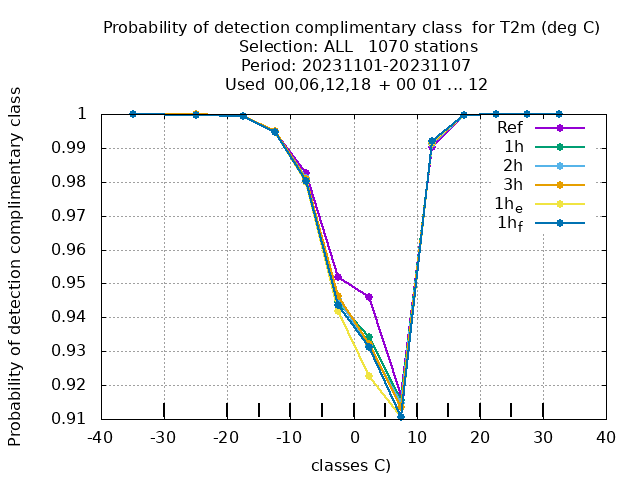 Probability of detection complimentary class  for T2m (deg C)
Selection: ALL   1070 stations
Period: 20231101-20231107
Used  00,06,12,18  + 00 01 ... 12
Probability of detection complimentary class
1
0.99
0.98
0.97
0.96
0.95
0.94
0.93
0.92
0.91
Ref
1h
2h
3h
1he
1hf
-40 -30 -20 -10 0 10 20 30 40
classes C)